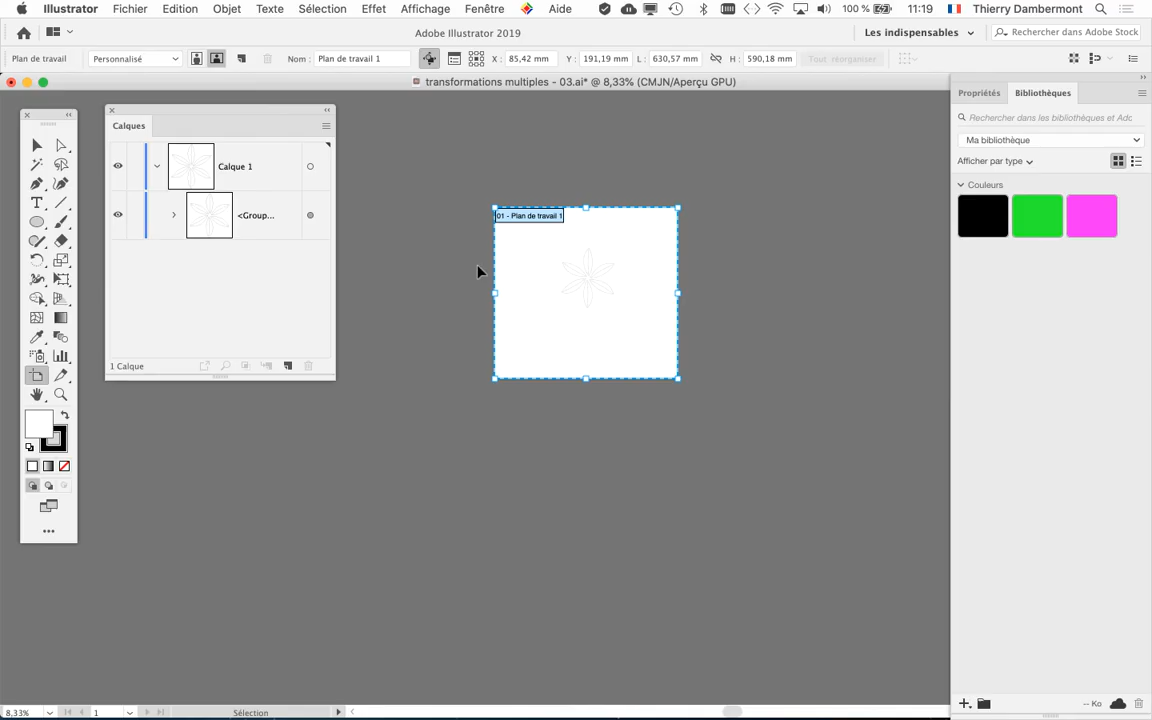 Illustrator Fichier Edition Objet Texte Sélection Effet Affichage Fenêtre Aide 100 % 11:19 Thierry Dambermont
Adobe Illustrator 2019 Les indispensables Rechercher dans Adobe Stock
Plan de travail Personnalisé Nom : Plan de travail 1 X : 85,42 mm Y : 191,19 mm L : 630,57 mm H : 590,18 mm Tout réorganiser
transformations multiples - 03.ai* @ 8,33% (CMJN/Aperçu GPU)
Calques
Calque 1
<Group...
1 Calque
01 - Plan de travail 1
Propriétés Bibliothèques
Rechercher dans les bibliothèques et Adc
Ma bibliothèque
Afficher par type
Couleurs
-- Ko
8,33% 1 Sélection